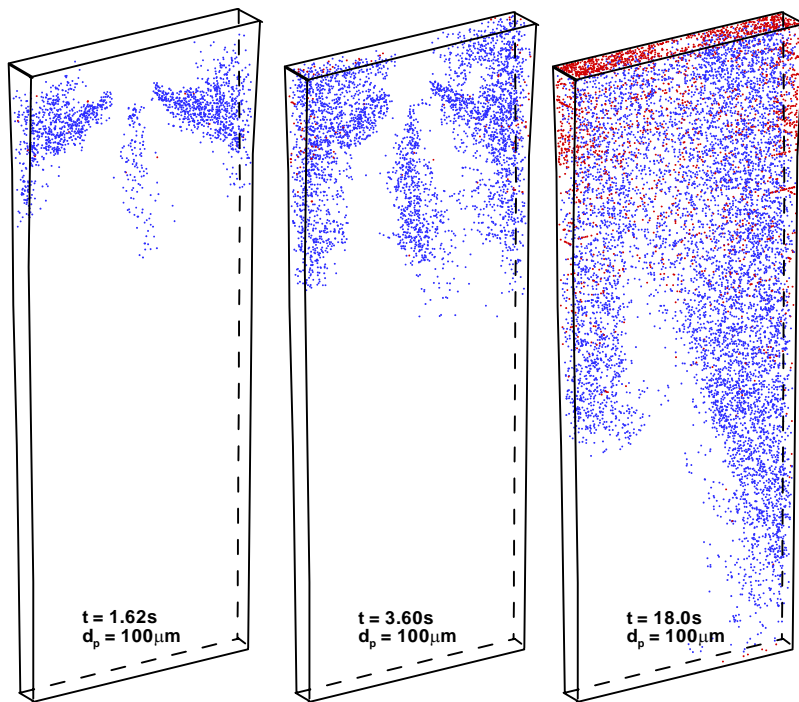 t = 1.62s
dₚ = 100μm
t = 3.60s
dₚ = 100μm
t = 18.0s
dₚ = 100μm